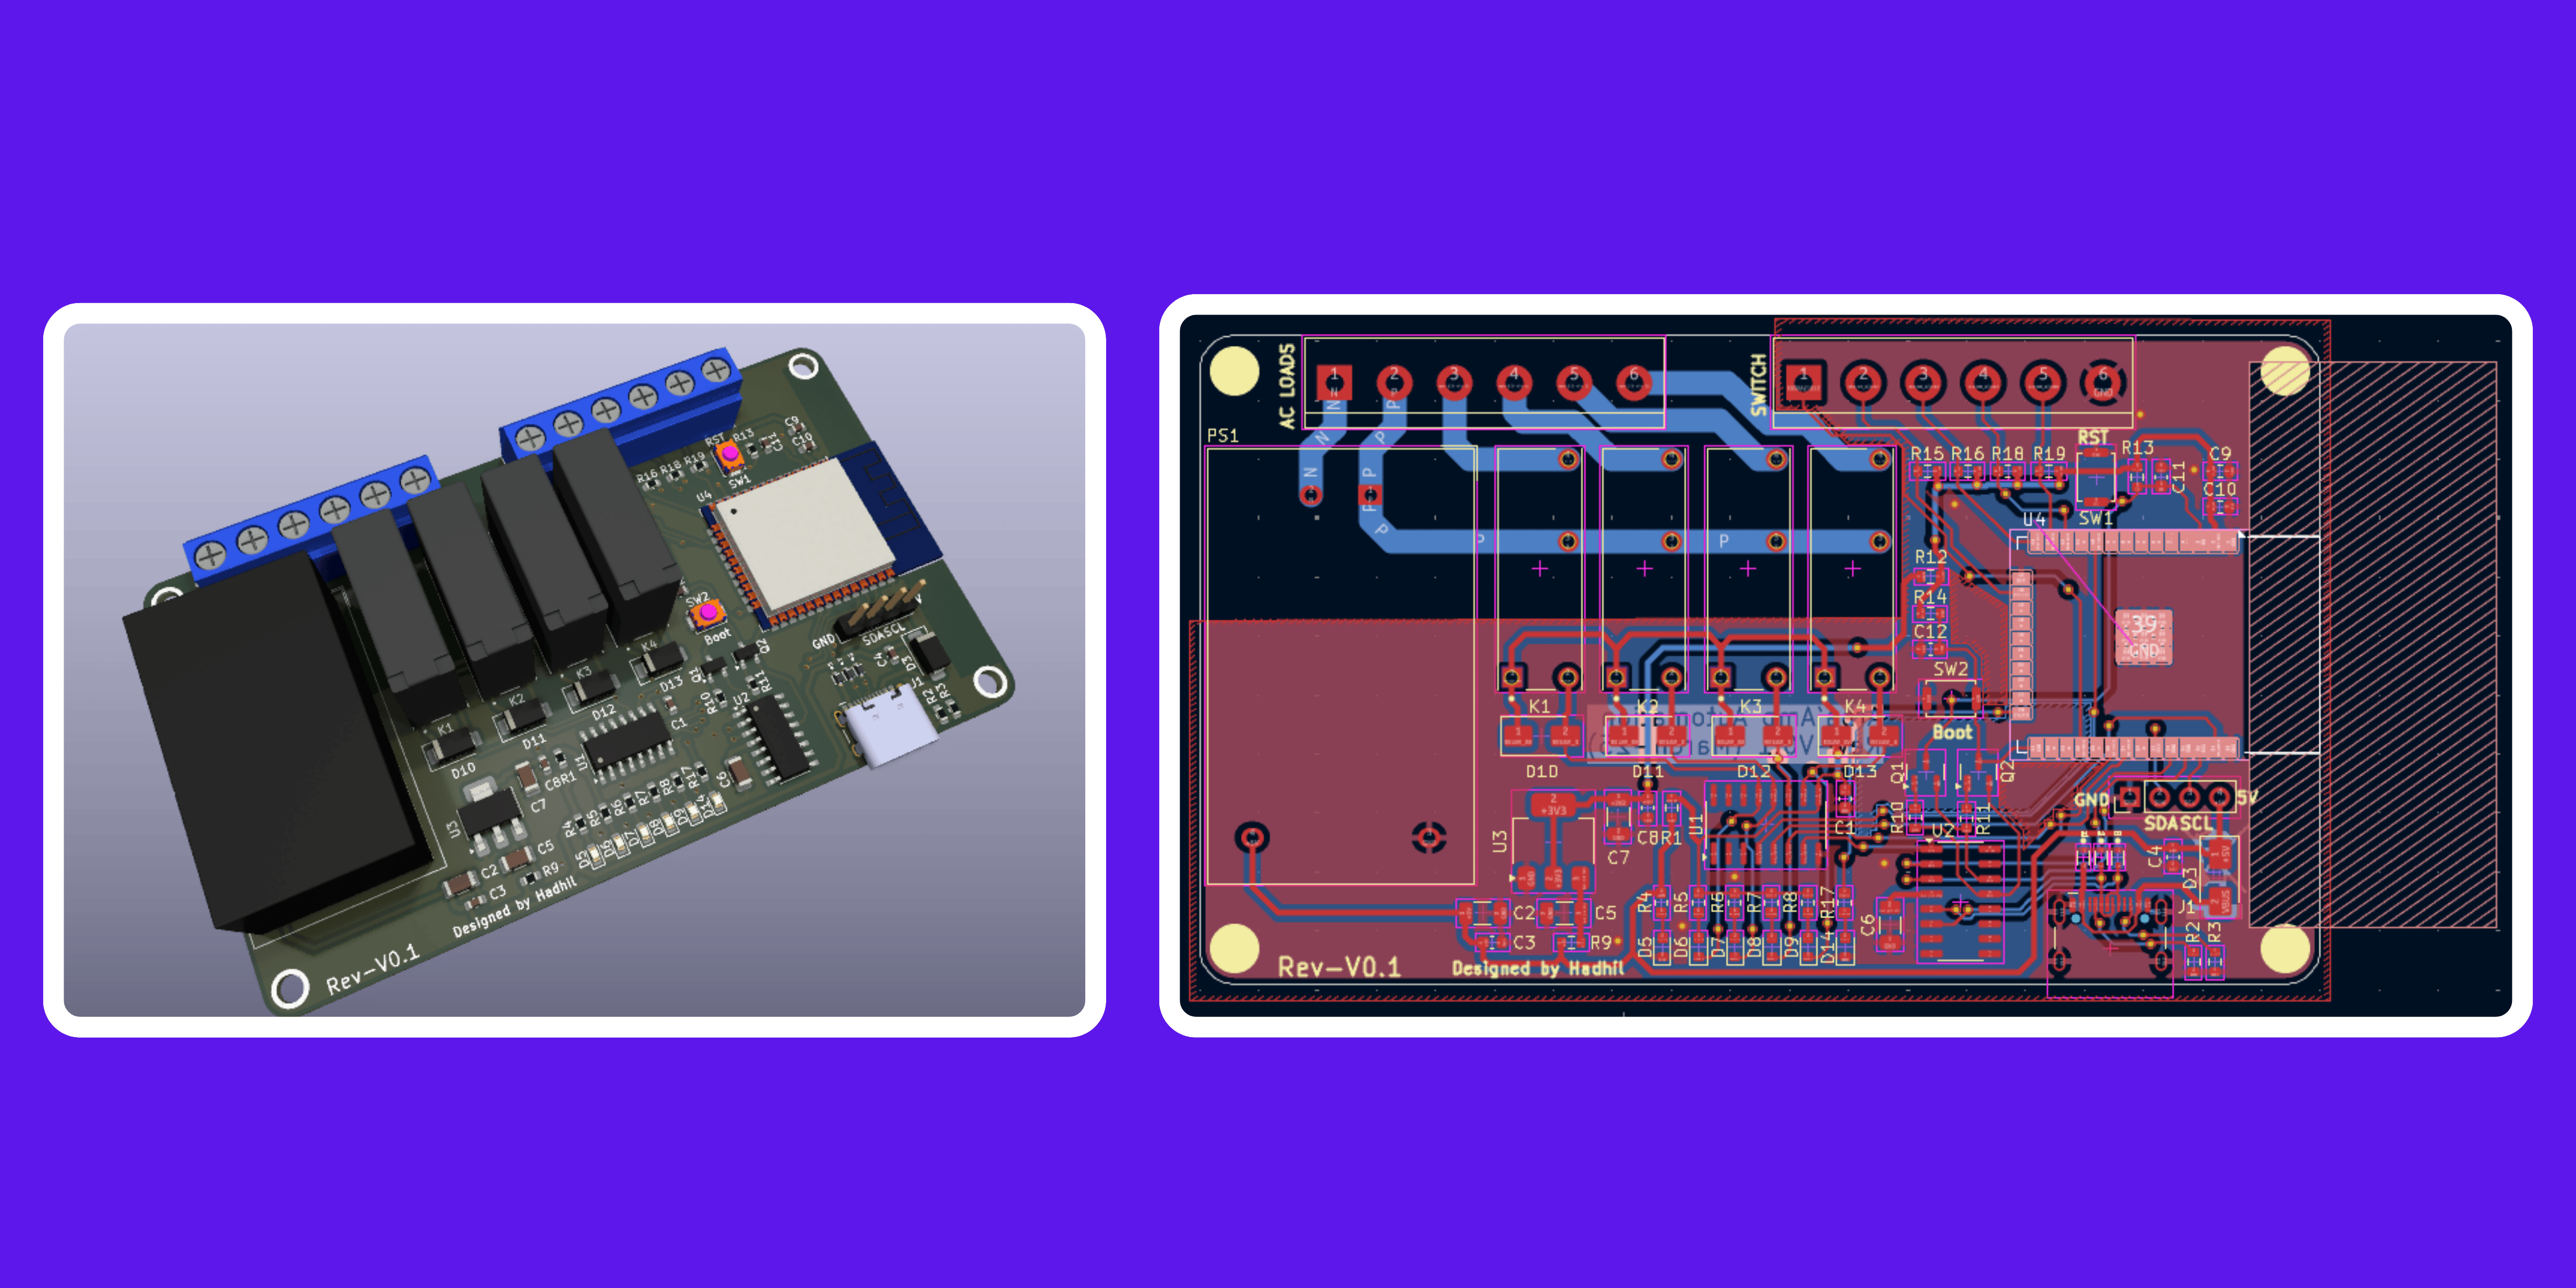 RST
R13
C11
C9
C10
R16
R18
R19
SW1
U4
SW2
Boot
GND
SDASCL
V
K4
Q1
Q2
C4
D3
J1
R2
R3
K3
D13
R10
R11
U2
K2
D12
C1
K1
D11
U1
D10
C8R1
C7
U3
R4
R5
R6
R7
R8
R17
C6
D5
D6
D7
D8
D9
D14
C5
C2
R9
C3
Designed by Hadhil
Rev-V0.1
AC LOADS
1
2
3
4
5
6
N
P
SWITCH
1
2
3
4
5
6
GND
PS1
N
P
N
P
N
P
P
P
P
RST
R15
R16
R18
R19
R13
C11
C9
C10
SW1
U4
R12
R14
C12
39
GND
SW2
Boot
K1
K2
K3
K4
D10
D11
D12
D13
Q1
Q2
GND
5V
SDASCL
2
+3V3
U3
C7
C8
R1
U1
C1
R10
U2
R11
C4
D3
R4
R5
R6
R7
R8
R17
C2
C5
C3
R9
D5
D6
D7
D8
D9
D14
C6
J1
R2
R3
Rev-V0.1
Designed by Hadhil